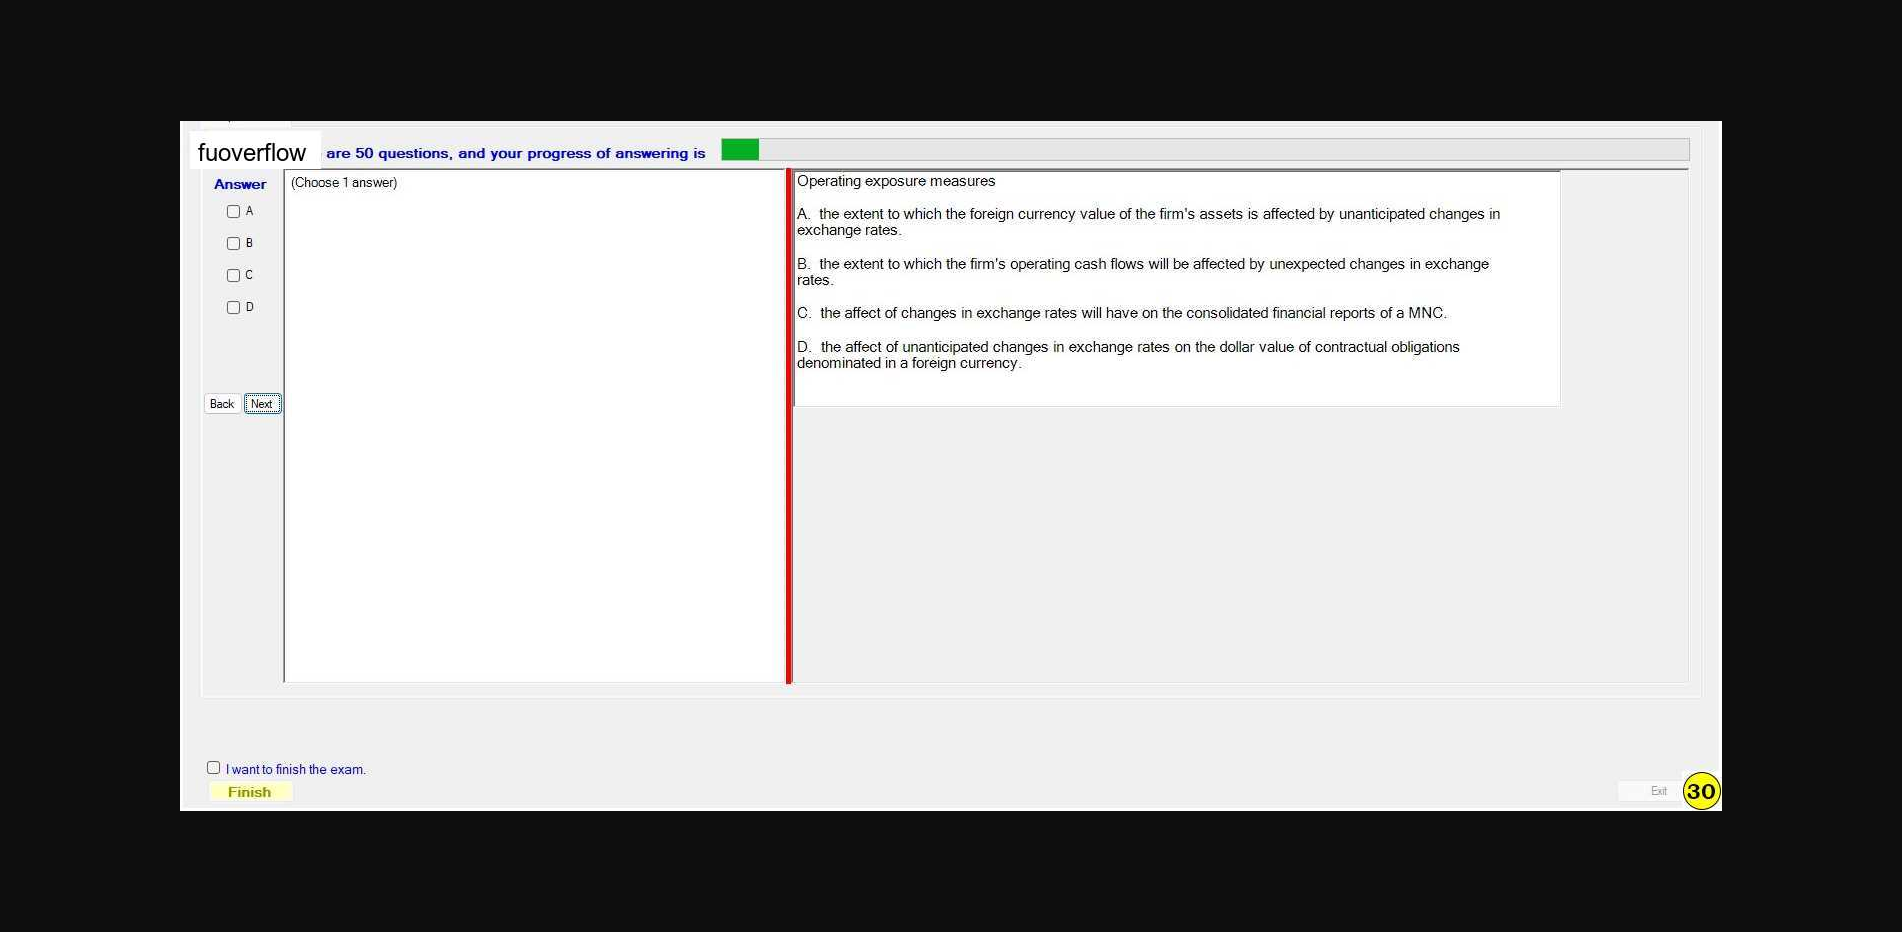 fuoverflow are 50 questions, and your progress of answering is
Answer
A
B
C
D
Back Next
(Choose 1 answer)
Operating exposure measures
A. the extent to which the foreign currency value of the firm's assets is affected by unanticipated changes in
exchange rates.
B. the extent to which the firm's operating cash flows will be affected by unexpected changes in exchange
rates.
C. the affect of changes in exchange rates will have on the consolidated financial reports of a MNC.
D. the affect of unanticipated changes in exchange rates on the dollar value of contractual obligations
denominated in a foreign currency.
I want to finish the exam.
Finish
Exit 30